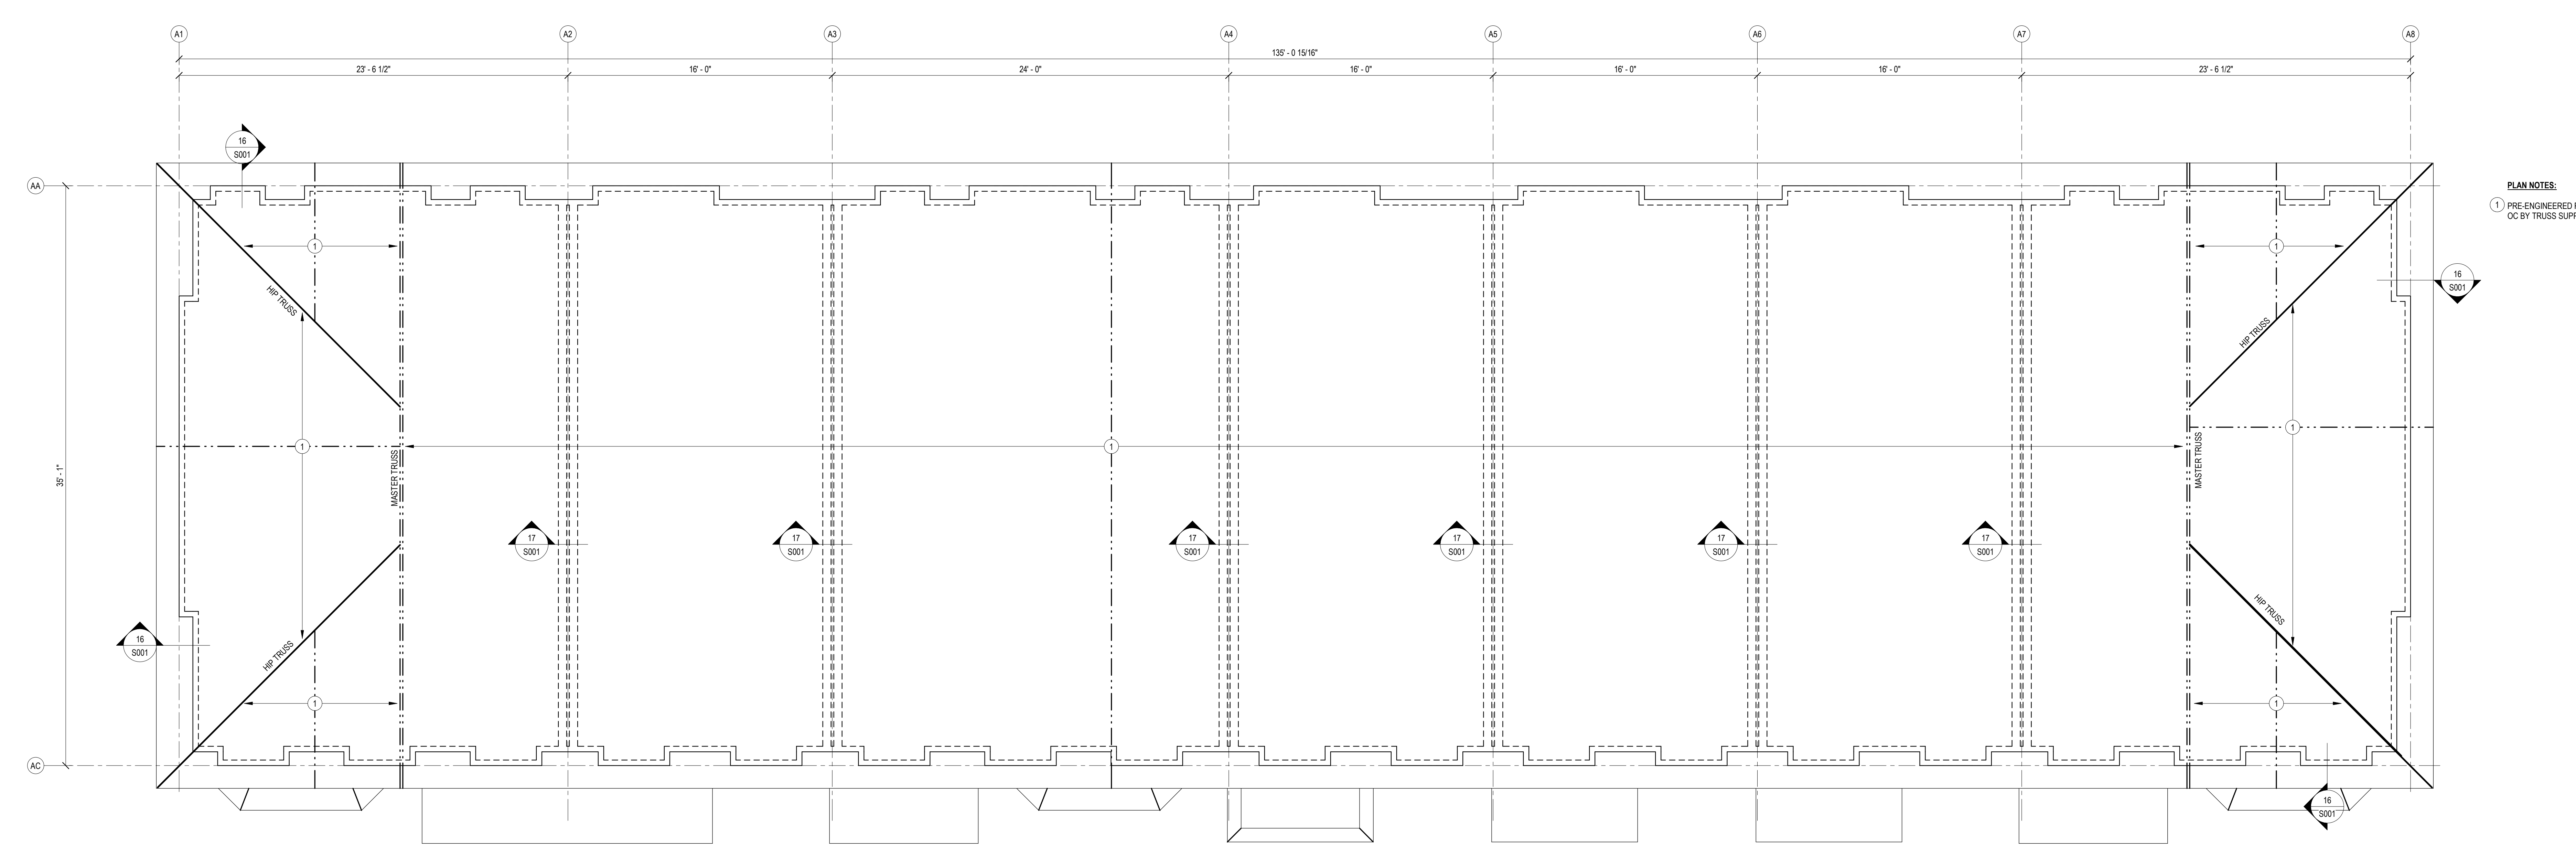 A1 A2 A3 A4 A5 A6 A7 A8
135' - 0 15/16"
23' - 6 1/2" 16' - 0" 24' - 0" 16' - 0" 16' - 0" 16' - 0" 23' - 6 1/2"
16
S001
AA
PLAN NOTES:
1 PRE-ENGINEERED
OC BY TRUSS
1
1
16
S001
HIP TRUSS
HIP TRUSS
1
1
1
35' - 1"
MASTER TRUSS
MASTER TRUSS
17 17 17 17 17 17
S001 S001 S001 S001 S001 S001
HIP TRUSS
16
S001
HIP TRUSS
1
1
AC
16
S001